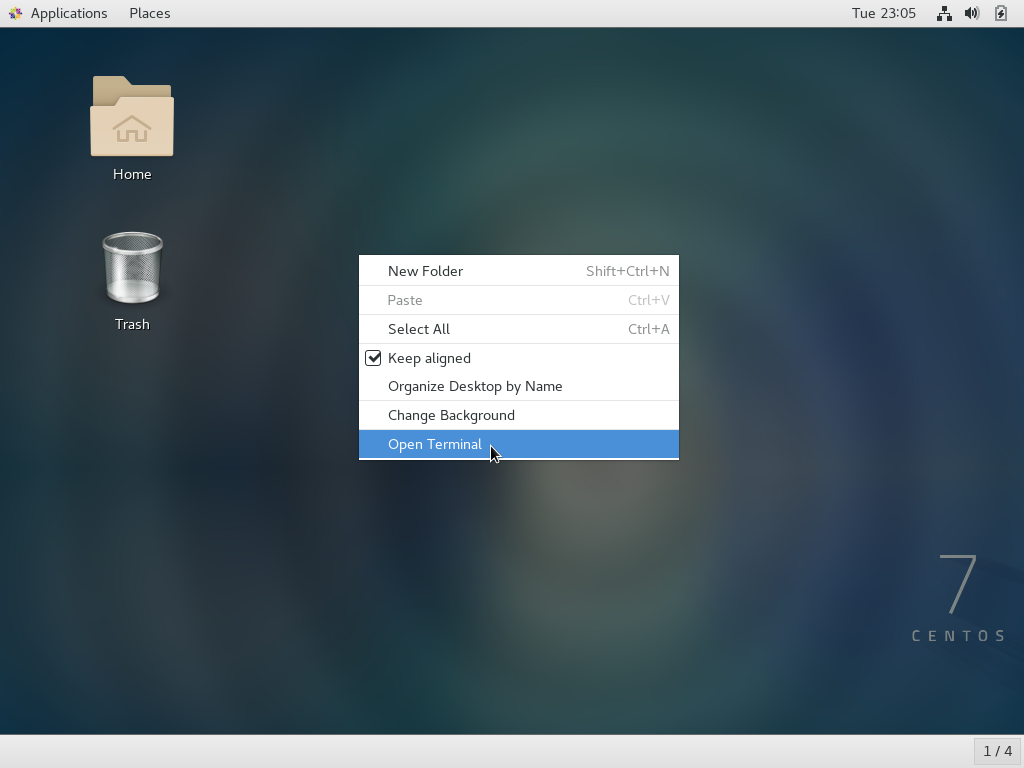 Applications Places Tue 23:05
Home
Trash
New Folder Shift+Ctrl+N
Paste Ctrl+V
Select All Ctrl+A
Keep aligned
Organize Desktop by Name
Change Background
Open Terminal
7
CENTOS
1 / 4